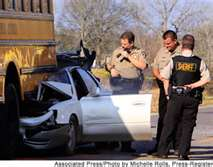 SHERIFF
Associated Press/Photo by Michelle Rolls, Press-Register